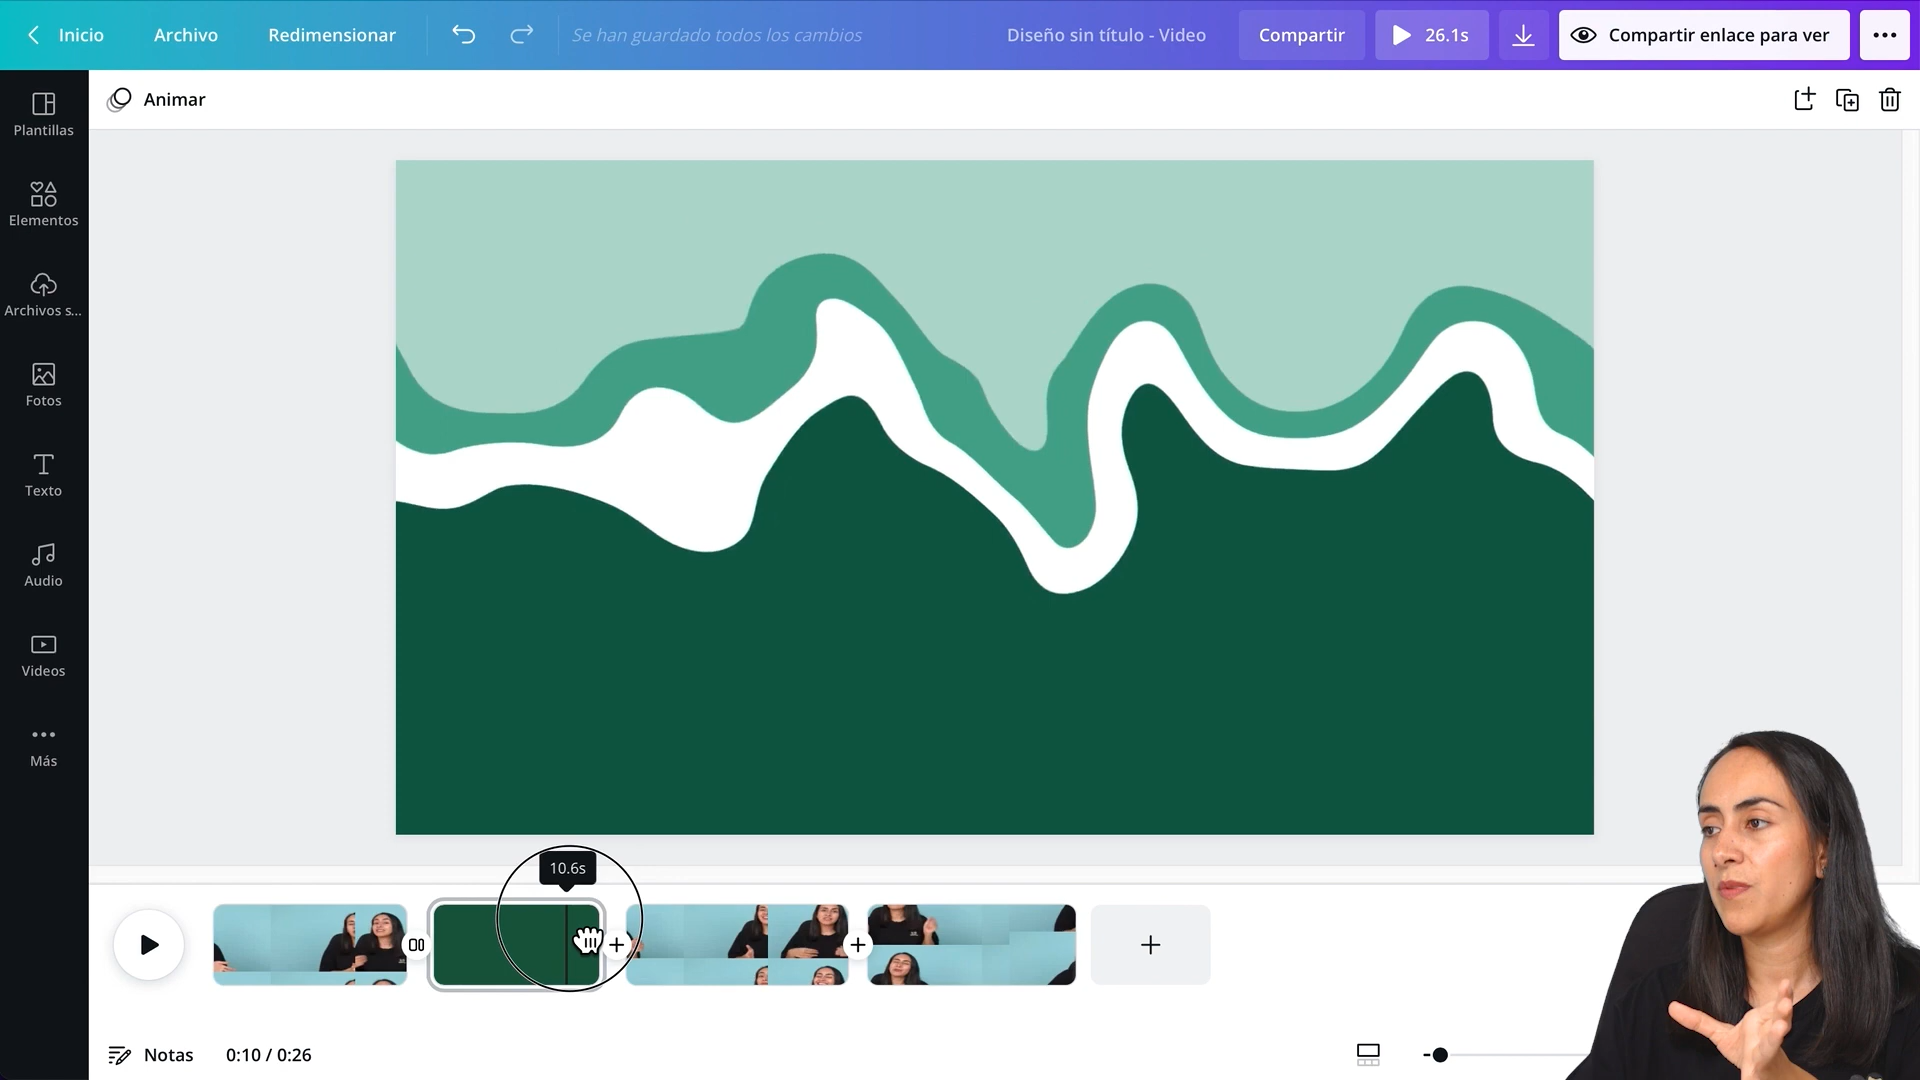 Inicio
Archivo
Redimensionar
Se han guardado todos los cambios
Diseño sin título - Video
Compartir
26.1s
Compartir enlace para ver
Animar
Plantillas
Elementos
Archivos s...
Fotos
Texto
Audio
Videos
Más
10.6s
Notas
0:10 / 0:26